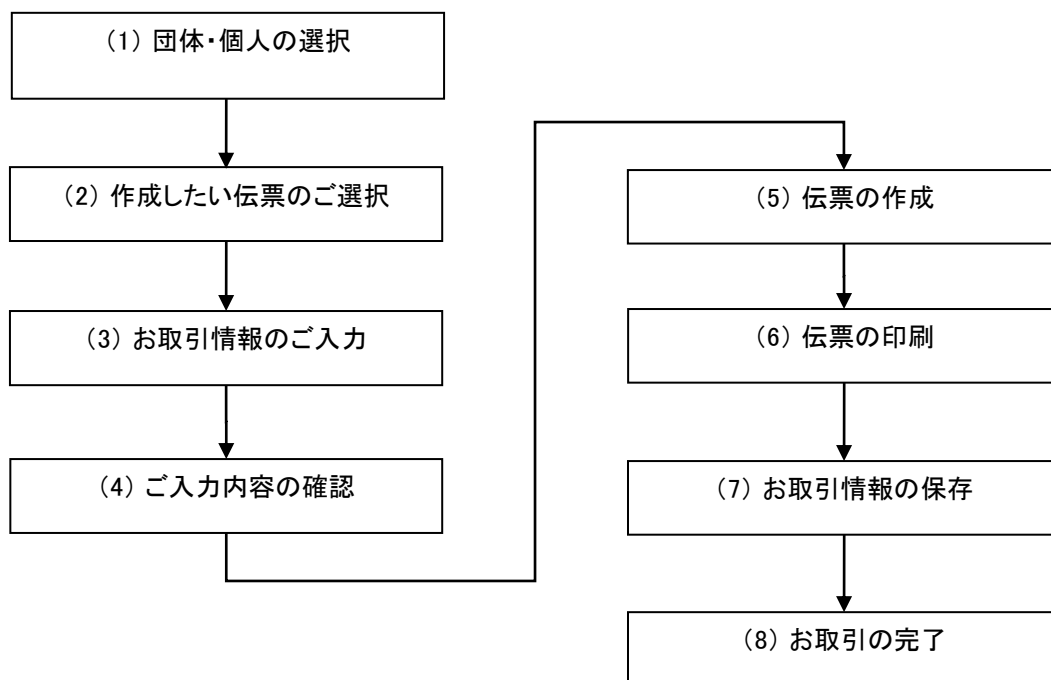 （1） 団体・個人の選択
（2） 作成したい伝票のご選択
（3） お取引情報のご入力
（4） ご入力内容の確認
（5） 伝票の作成
（6） 伝票の印刷
（7） お取引情報の保存
（8） お取引の完了